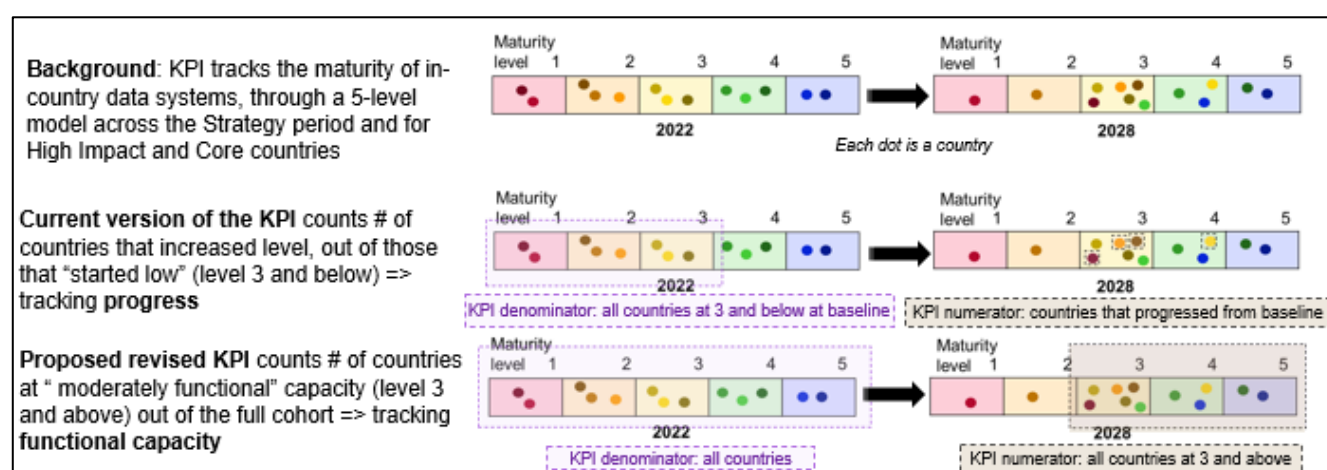 Background: KPI tracks the maturity of in-
country data systems, through a 5-level
model across the Strategy period and for
High Impact and Core countries
Maturity
level 1 2 3 4 5
2022
Maturity
level 1 2 3 4 5
2028
Each dot is a country
Current version of the KPI counts # of
countries that increased level, out of those
that “started low” (level 3 and below) =>
tracking progress
Maturity
level 1 2 3 4 5
2022
KPI denominator: all countries at 3 and below at baseline
Maturity
level 1 2 3 4 5
2028
KPI numerator: countries that progressed from baseline
Proposed revised KPI counts # of countries
at “ moderately functional” capacity (level 3
and above) out of the full cohort => tracking
functional capacity
Maturity
level 1 2 3 4 5
2022
KPI denominator: all countries
Maturity
level 1 2 3 4 5
2028
KPI numerator: all countries at 3 and above